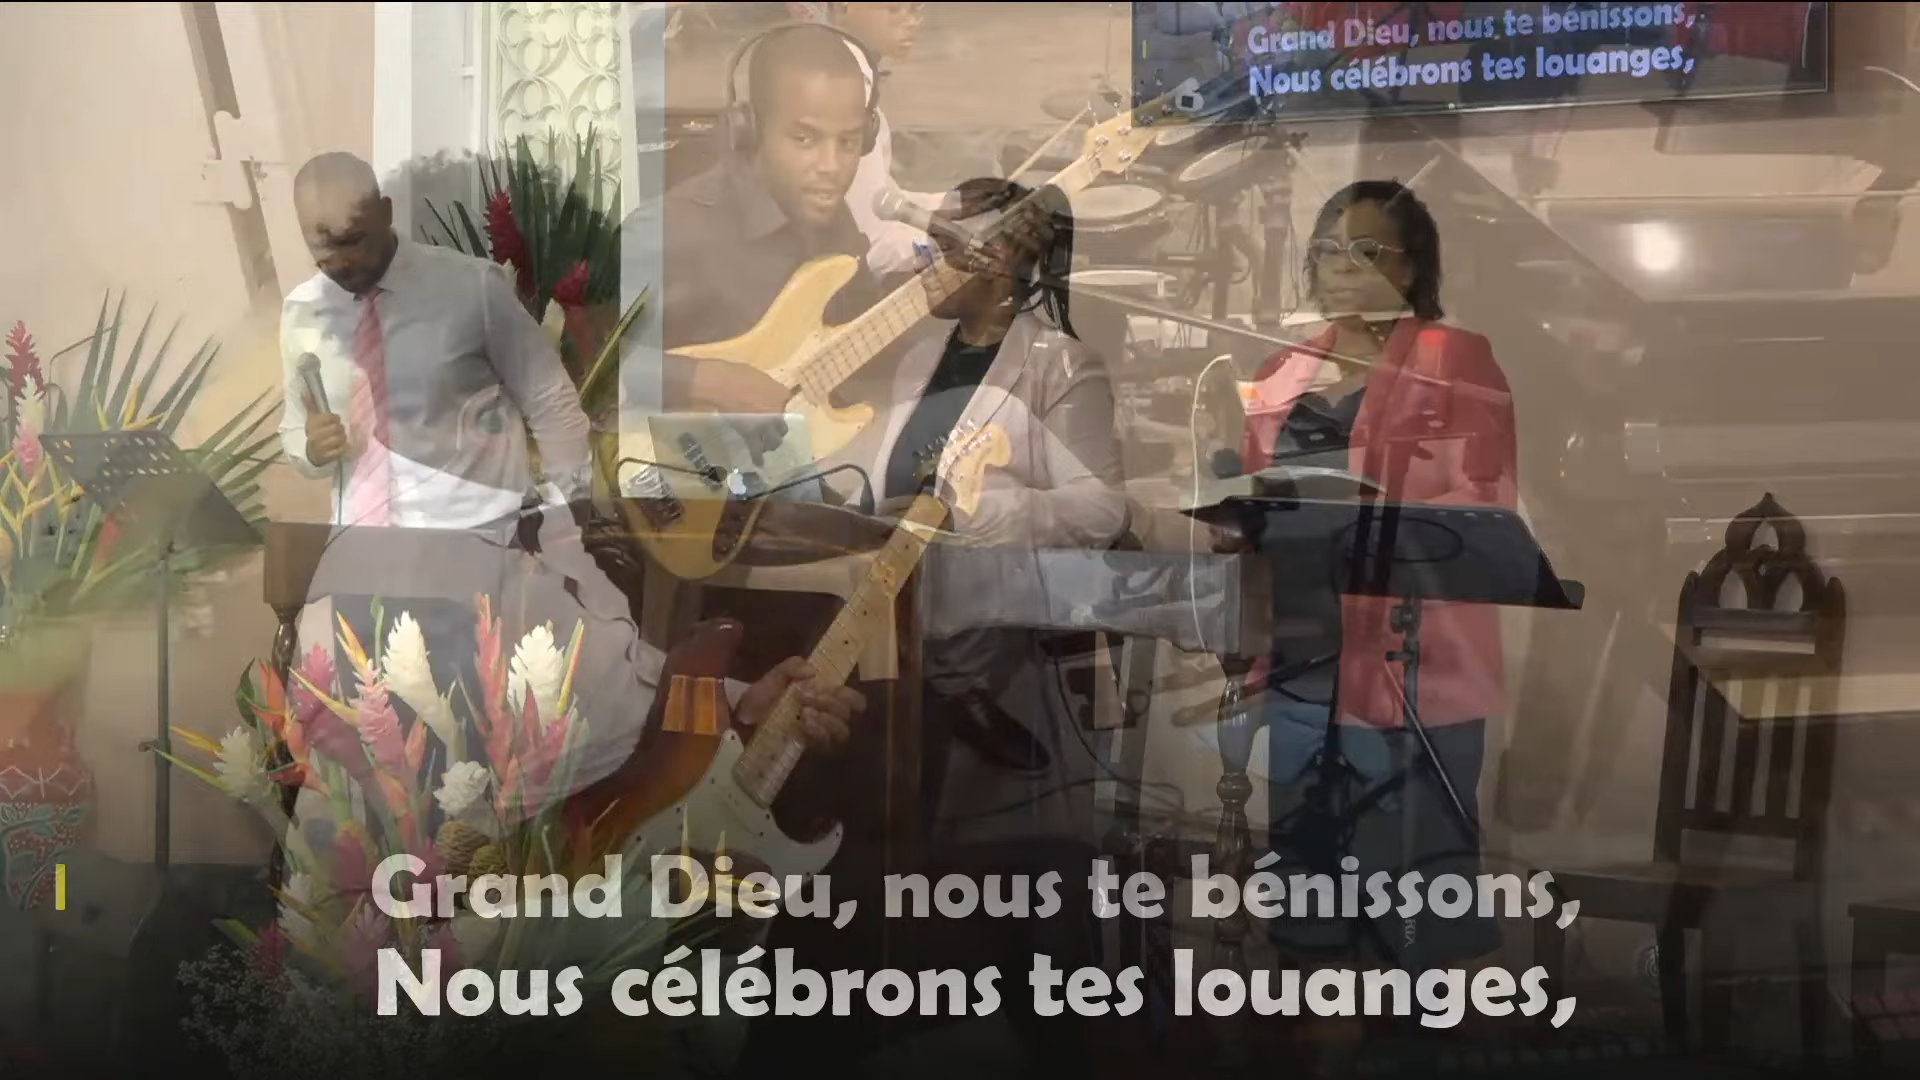 Grand Dieu, nous te bénissons,
Nous célébrons tes louanges,
Grand Dieu, nous te bénissons,
Nous célébrons tes louanges,